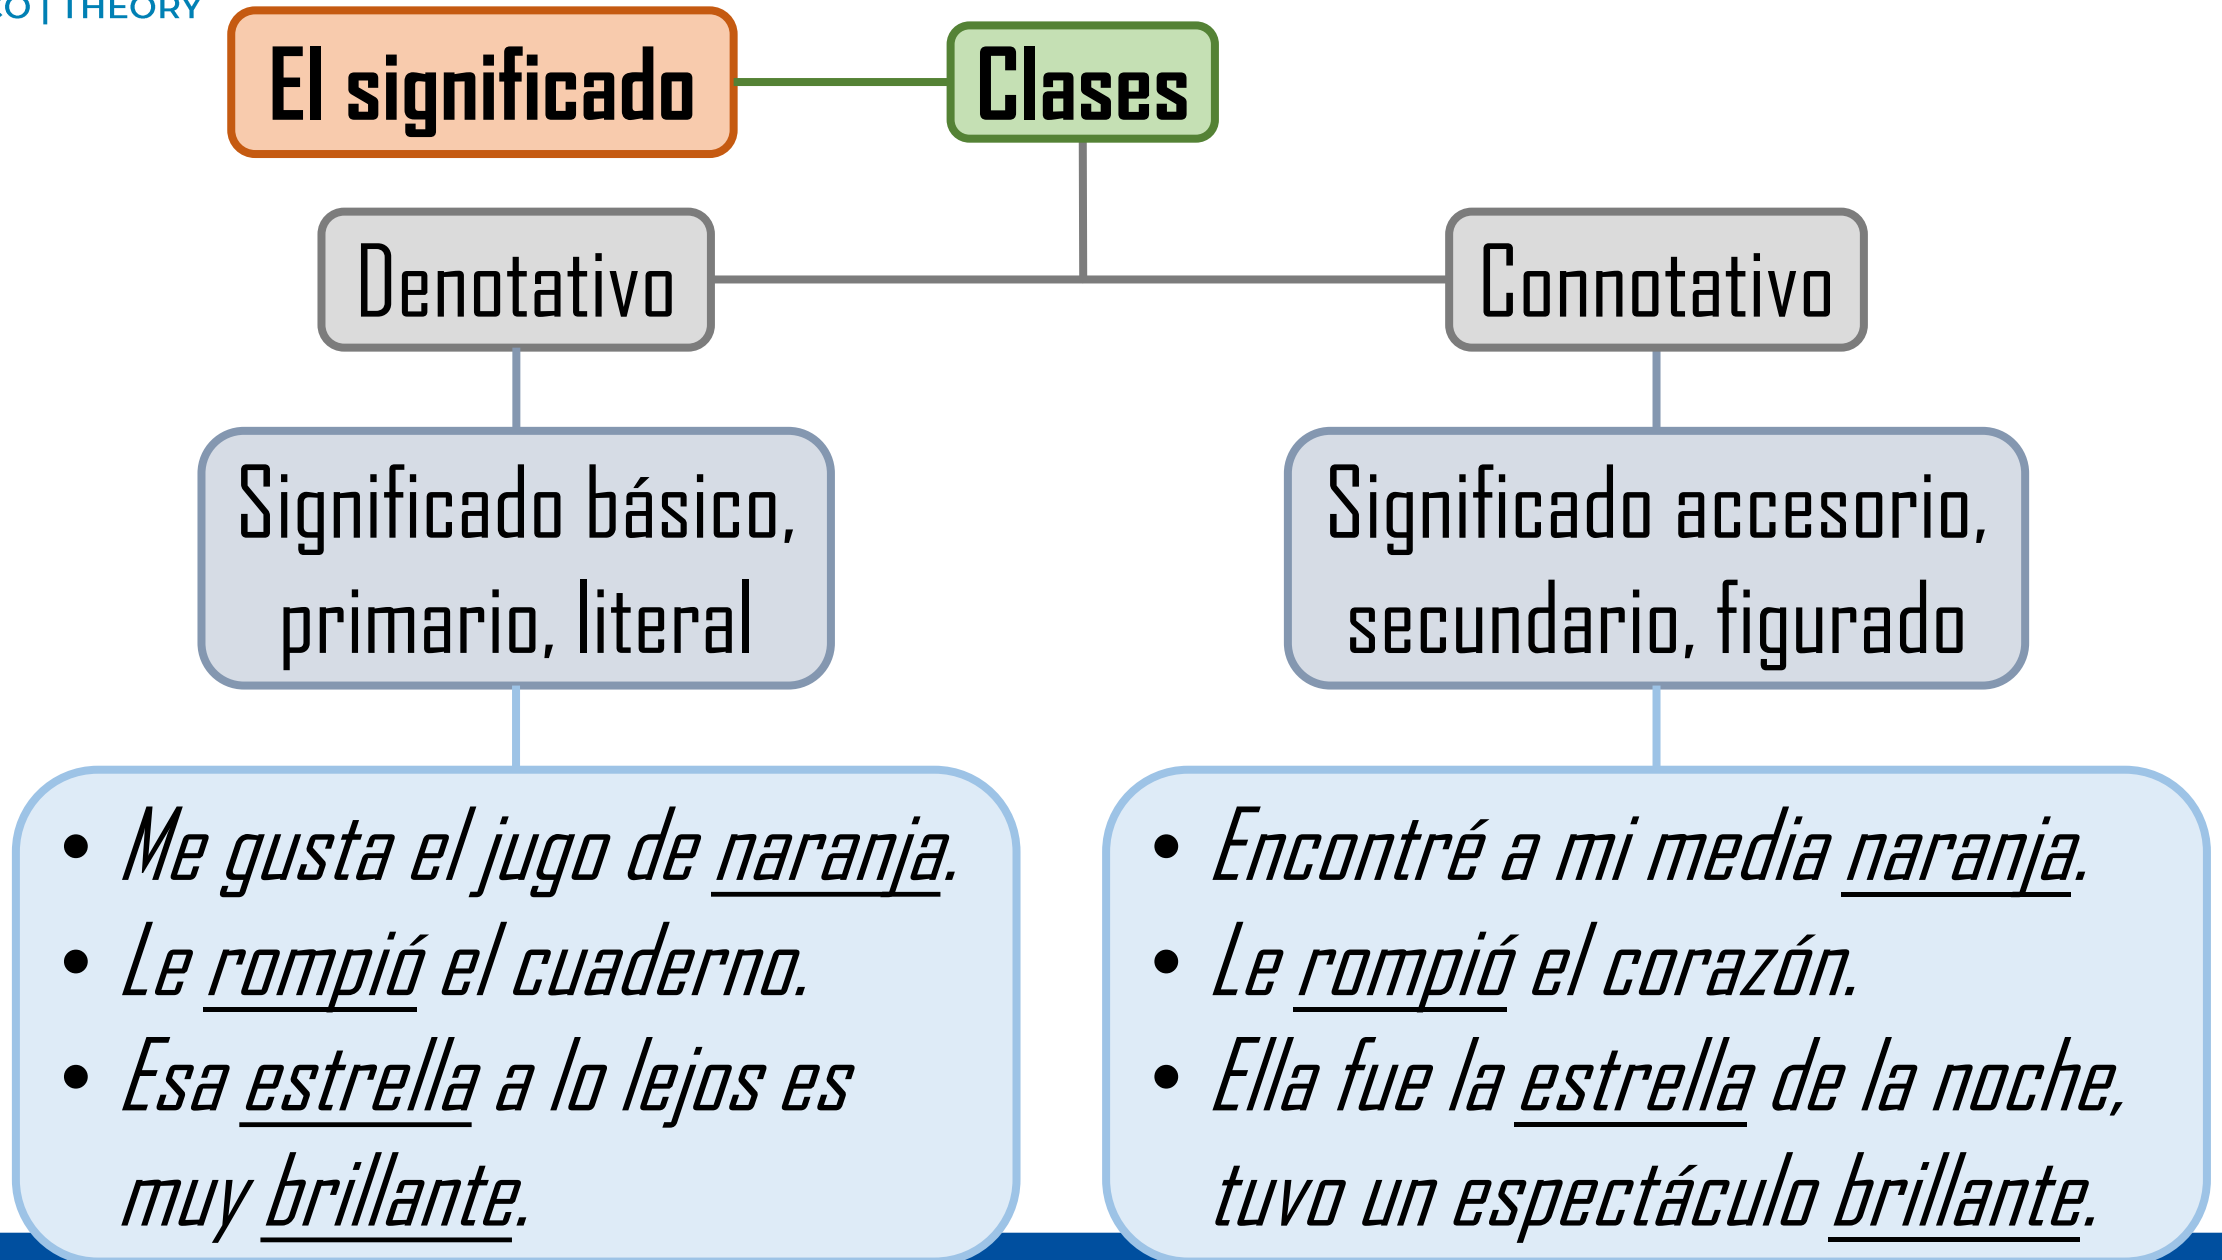 | THEORY
El significado
Clases
Denotativo
Connotativo
Significado básico,
primario, literal
Significado accesorio,
secundario, figurado
• Me gusta el jugo de naranja.
• Le rompió el cuaderno.
• Esa estrella a lo lejos es
muy brillante.
• Encontré a mi media naranja.
• Le rompió el corazón.
• Ella fue la estrella de la noche,
tuvo un espectáculo brillante.